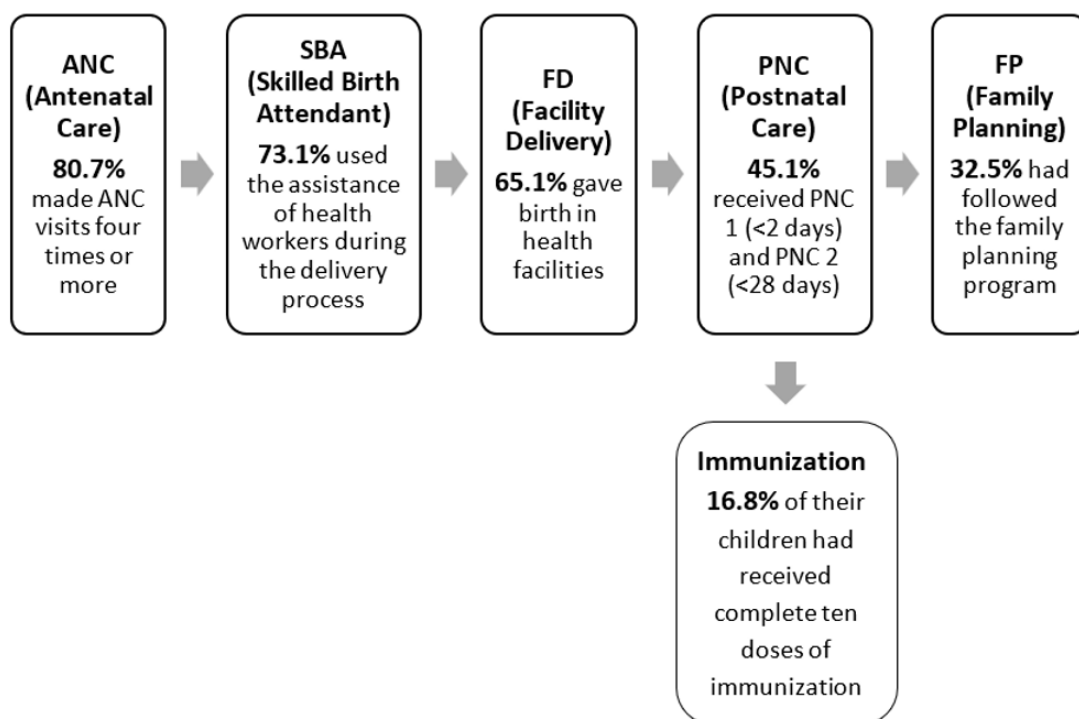 ANC
(Antenatal
Care)
80.7%
made ANC
visits four
times or
more
SBA
(Skilled Birth
Attendant)
73.1% used
the assistance
of health
workers during
the delivery
process
FD
(Facility
Delivery)
65.1% gave
birth in
health
facilities
PNC
(Postnatal
Care)
45.1%
received PNC
1 (<2 days)
and PNC 2
(<28 days)
FP
(Family
Planning)
32.5% had
followed
the family
planning
program
Immunization
16.8% of their
children had
received
complete ten
doses of
immunization